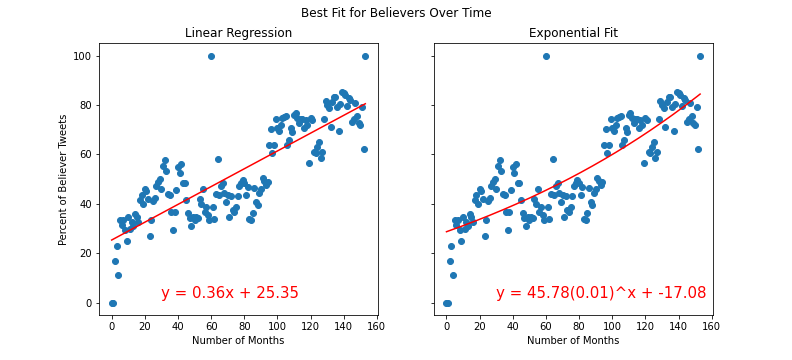 Best Fit for Believers Over Time
Linear Regression
Exponential Fit
100
80
60
40
20
0
Percent of Believer Tweets
y = 0.36x + 25.35
y = 45.78(0.01)^x + -17.08
0 20 40 60 80 100 120 140 160
0 20 40 60 80 100 120 140 160
Number of Months
Number of Months